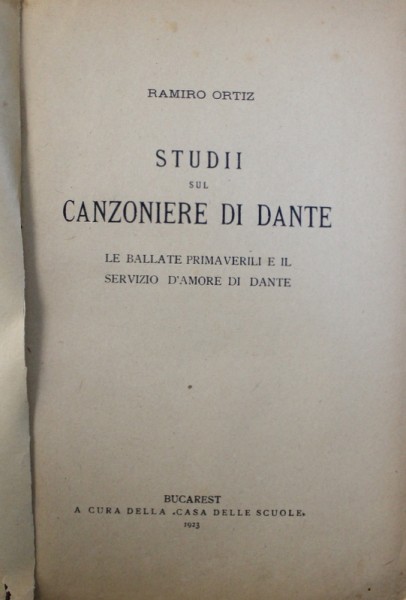 RAMIRO ORTIZ
STUDII
SUL
CANZONIERE DI DANTE
LE BALLATE PRIMAVERILI E IL
SERVIZIO D'AMORE DI DANTE
BUCAREST
A CURA DELLA «CASA DELLE SCUOLE»
1923